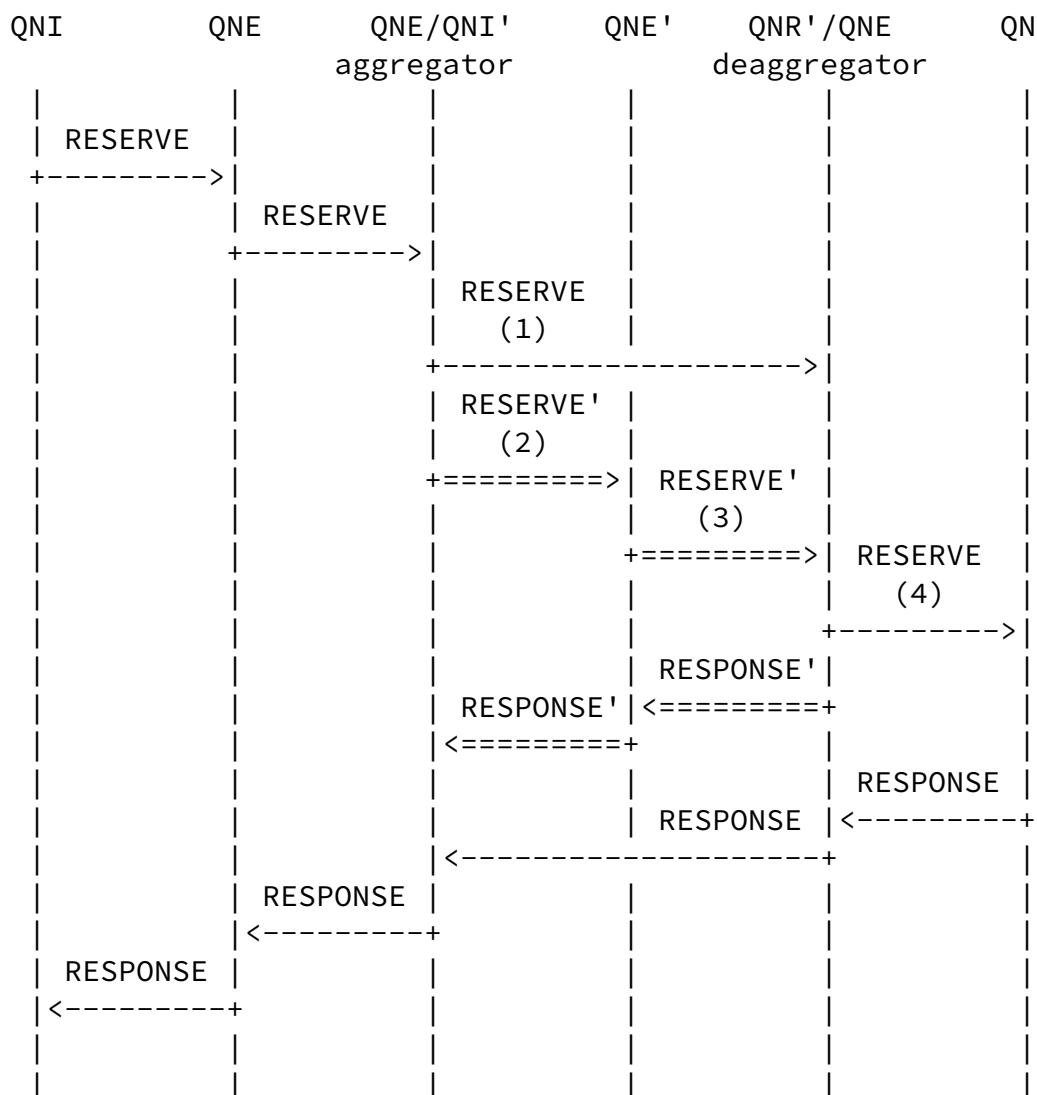 QNI QNE QNE/QNI' QNE' QNR'/QNE QN
aggregator deaggregator
RESERVE
RESERVE
RESERVE
(1)
RESERVE'
(2)
RESERVE'
(3)
RESERVE
(4)
RESPONSE'
RESPONSE'
RESPONSE
RESPONSE
RESPONSE
RESPONSE